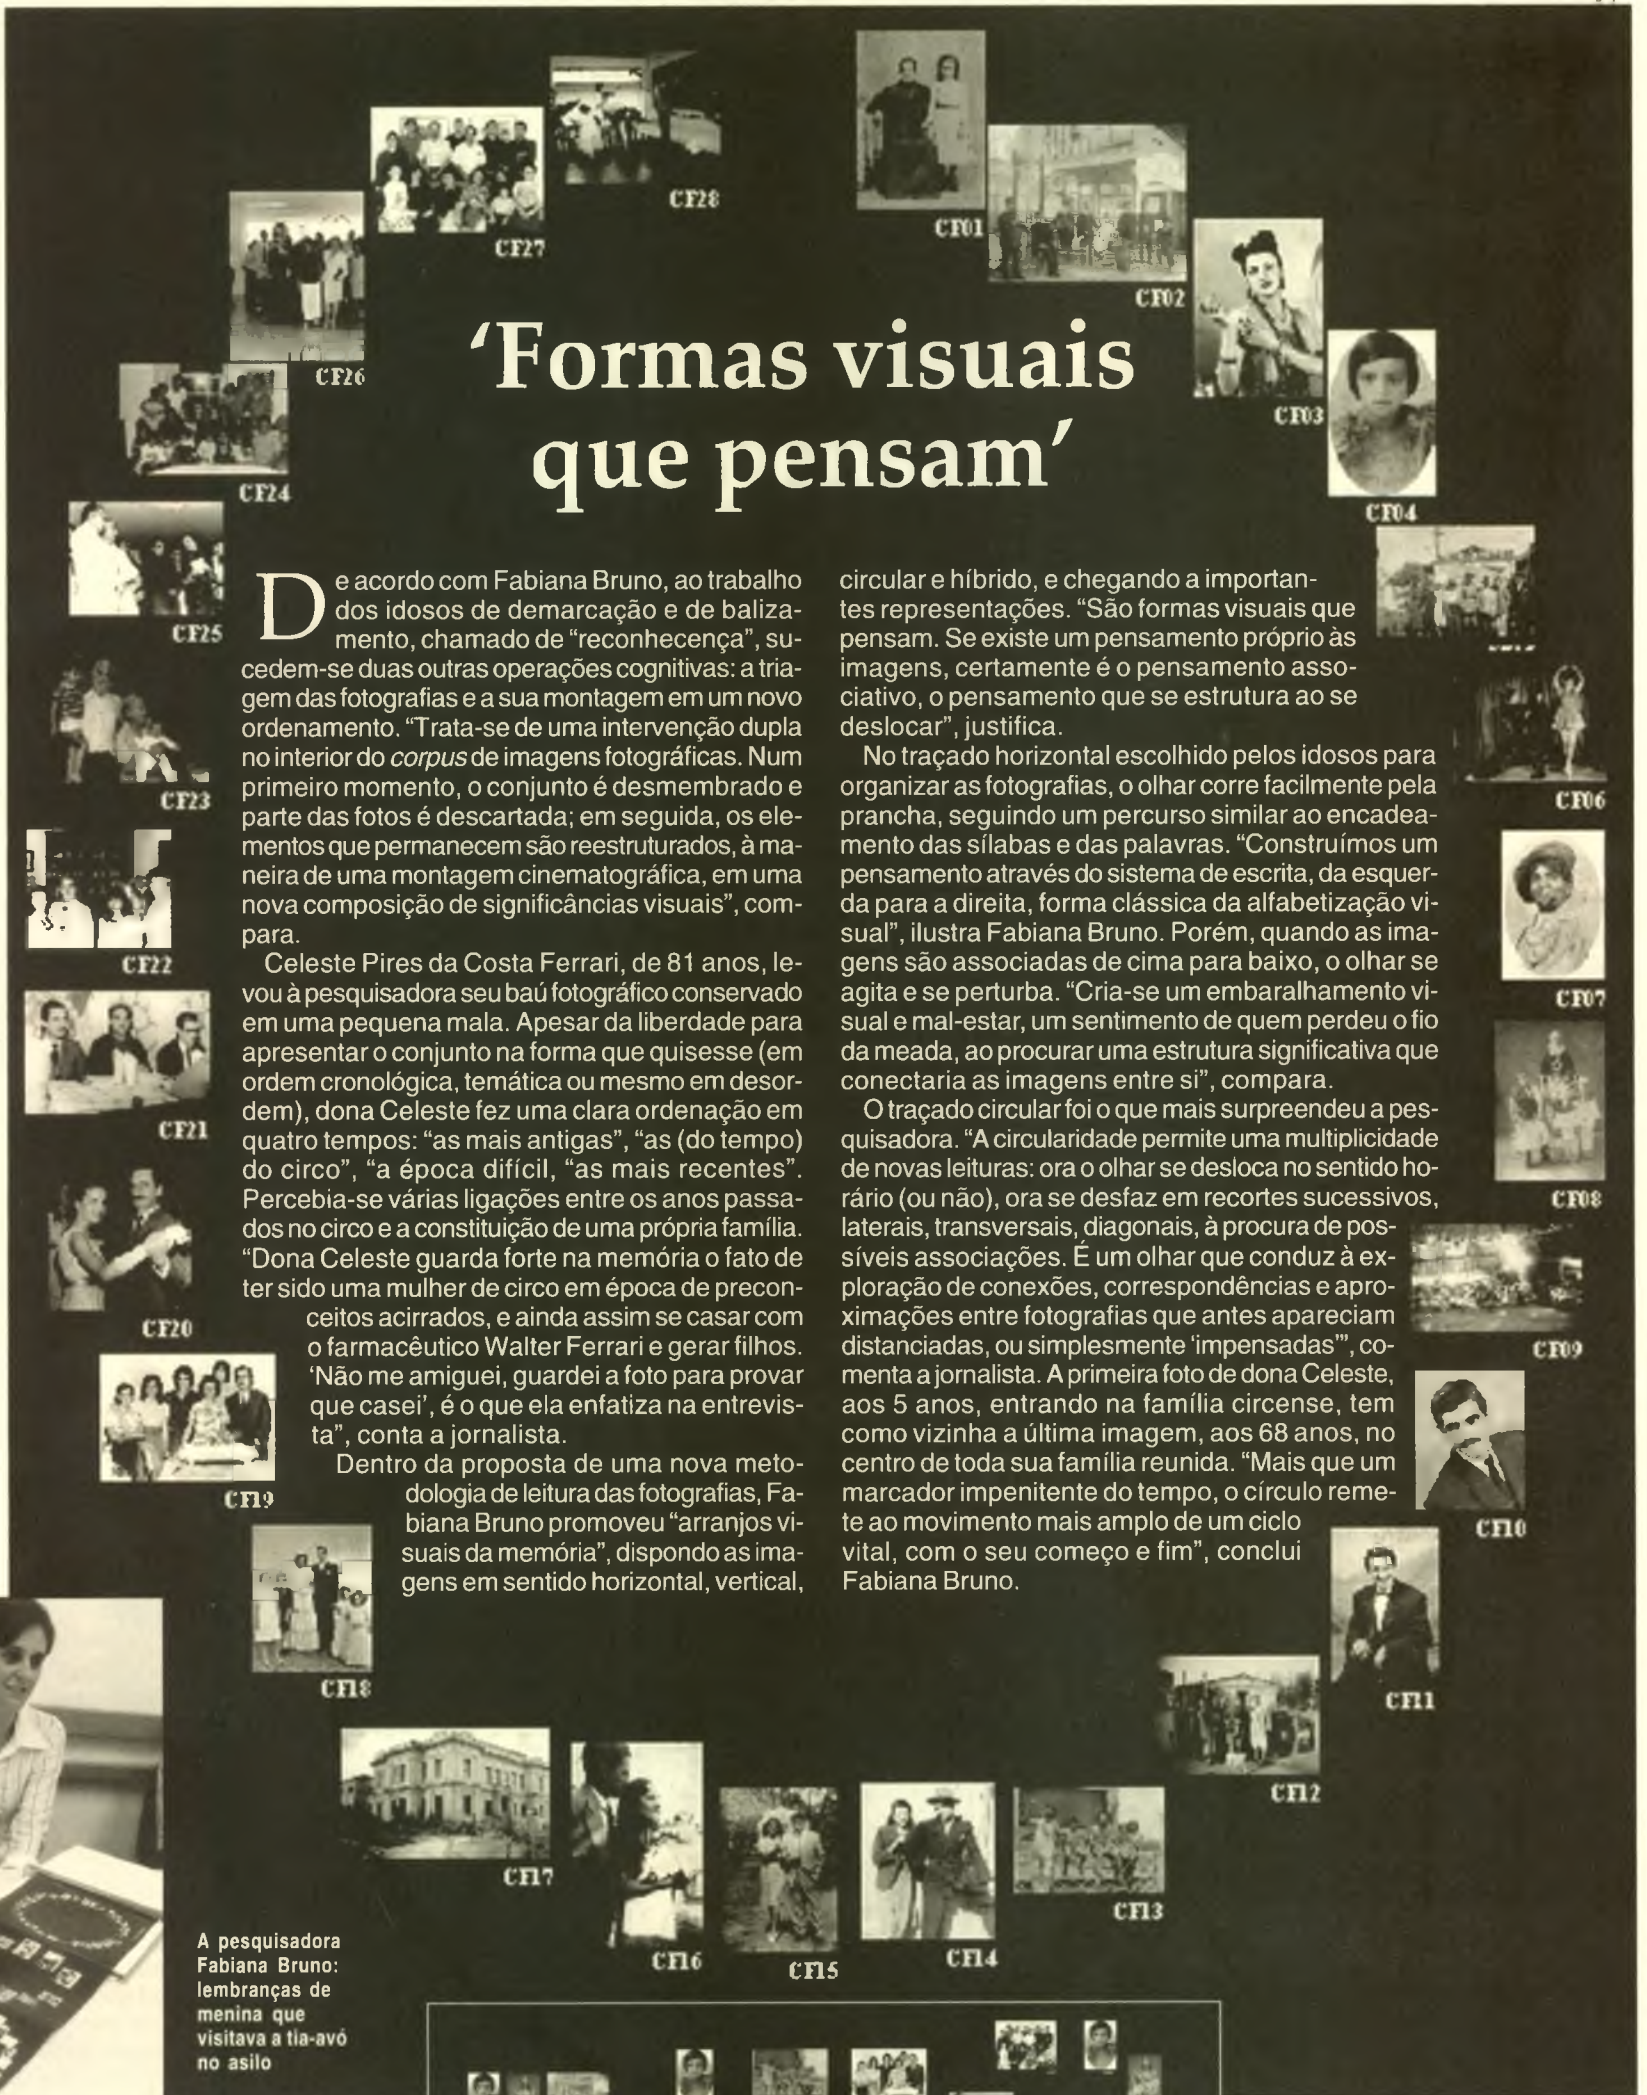 'Formas visuais
que pensam'
De acordo com Fabiana Bruno, ao trabalho
dos idosos de demarcação e de baliza-
mento, chamado de “reconhecença”, su-
cedem-se duas outras operações cognitivas: a tria-
gem das fotografias e a sua montagem em um novo
ordenamento. “Trata-se de uma intervenção dupla
no interior do corpus de imagens fotográficas. Num
primeiro momento, o conjunto é desmembrado e
parte das fotos é descartada; em seguida, os ele-
mentos que permanecem são reestruturados, à ma-
neira de uma montagem cinematográfica, em uma
nova composição de significâncias visuais”, com-
para.
Celeste Pires da Costa Ferrari, de 81 anos, le-
vou à pesquisadora seu baú fotográfico conservado
em uma pequena mala. Apesar da liberdade para
apresentar o conjunto na forma que quisesse (em
ordem cronológica, temática ou mesmo em desor-
dem), dona Celeste fez uma clara ordenação em
quatro tempos: “as mais antigas”, “as (do tempo)
do circo”, “a época difícil, “as mais recentes”.
Percebia-se várias ligações entre os anos passa-
dos no circo e a constituição de uma própria família.
“Dona Celeste guarda forte na memória o fato de
ter sido uma mulher de circo em época de precon-
ceitos acirrados, e ainda assim se casar com
o farmacêutico Walter Ferrari e gerar filhos.
‘Não me amiguei, guardei a foto para provar
que casei’, é o que ela enfatiza na entrevis-
ta”, conta a jornalista.
Dentro da proposta de uma nova meto-
dologia de leitura das fotografias, Fa-
biana Bruno promoveu “arranjos vi-
suais da memória”, dispondo as ima-
gens em sentido horizontal, vertical,
circular e híbrido, e chegando a importan-
tes representações. “São formas visuais que
pensam. Se existe um pensamento próprio às
imagens, certamente é o pensamento asso-
ciativo, o pensamento que se estrutura ao se
deslocar”, justifica.
No traçado horizontal escolhido pelos idosos para
organizar as fotografias, o olhar corre facilmente pela
prancha, seguindo um percurso similar ao encadea-
mento das sílabas e das palavras. “Construímos um
pensamento através do sistema de escrita, da esquer-
da para a direita, forma clássica da alfabetização vi-
sual”, ilustra Fabiana Bruno. Porém, quando as ima-
gens são associadas de cima para baixo, o olhar se
agita e se perturba. “Cria-se um embaralhamento vi-
sual e mal-estar, um sentimento de quem perdeu o fio
da meada, ao procurar uma estrutura significativa que
conectaria as imagens entre si”, compara.
O traçado circular foi o que mais surpreendeu a pes-
quisadora. “A circularidade permite uma multiplicidade
de novas leituras: ora o olhar se desloca no sentido ho-
rário (ou não), ora se desfaz em recortes sucessivos,
laterais, transversais, diagonais, à procura de pos-
síveis associações. É um olhar que conduz à ex-
ploração de conexões, correspondências e apro-
ximações entre fotografias que antes apareciam
distanciadas, ou simplesmente ‘impensadas’”, co-
menta a jornalista. A primeira foto de dona Celeste,
aos 5 anos, entrando na família circense, tem
como vizinha a última imagem, aos 68 anos, no
centro de toda sua família reunida. “Mais que um
marcador impenitente do tempo, o círculo reme-
te ao movimento mais amplo de um ciclo
vital, com o seu começo e fim”, conclui
Fabiana Bruno.
CF01
CF02
CF03
CF04
CF06
CF07
CF08
CF09
CF10
CF11
CF12
CF13
CF14
CF15
CF16
CF17
CF18
CF19
CF20
CF21
CF22
CF23
CF25
CF24
CF26
CF27
CF28
A pesquisadora
Fabiana Bruno:
lembranças de
menina que
visitava a tia-avó
no asilo